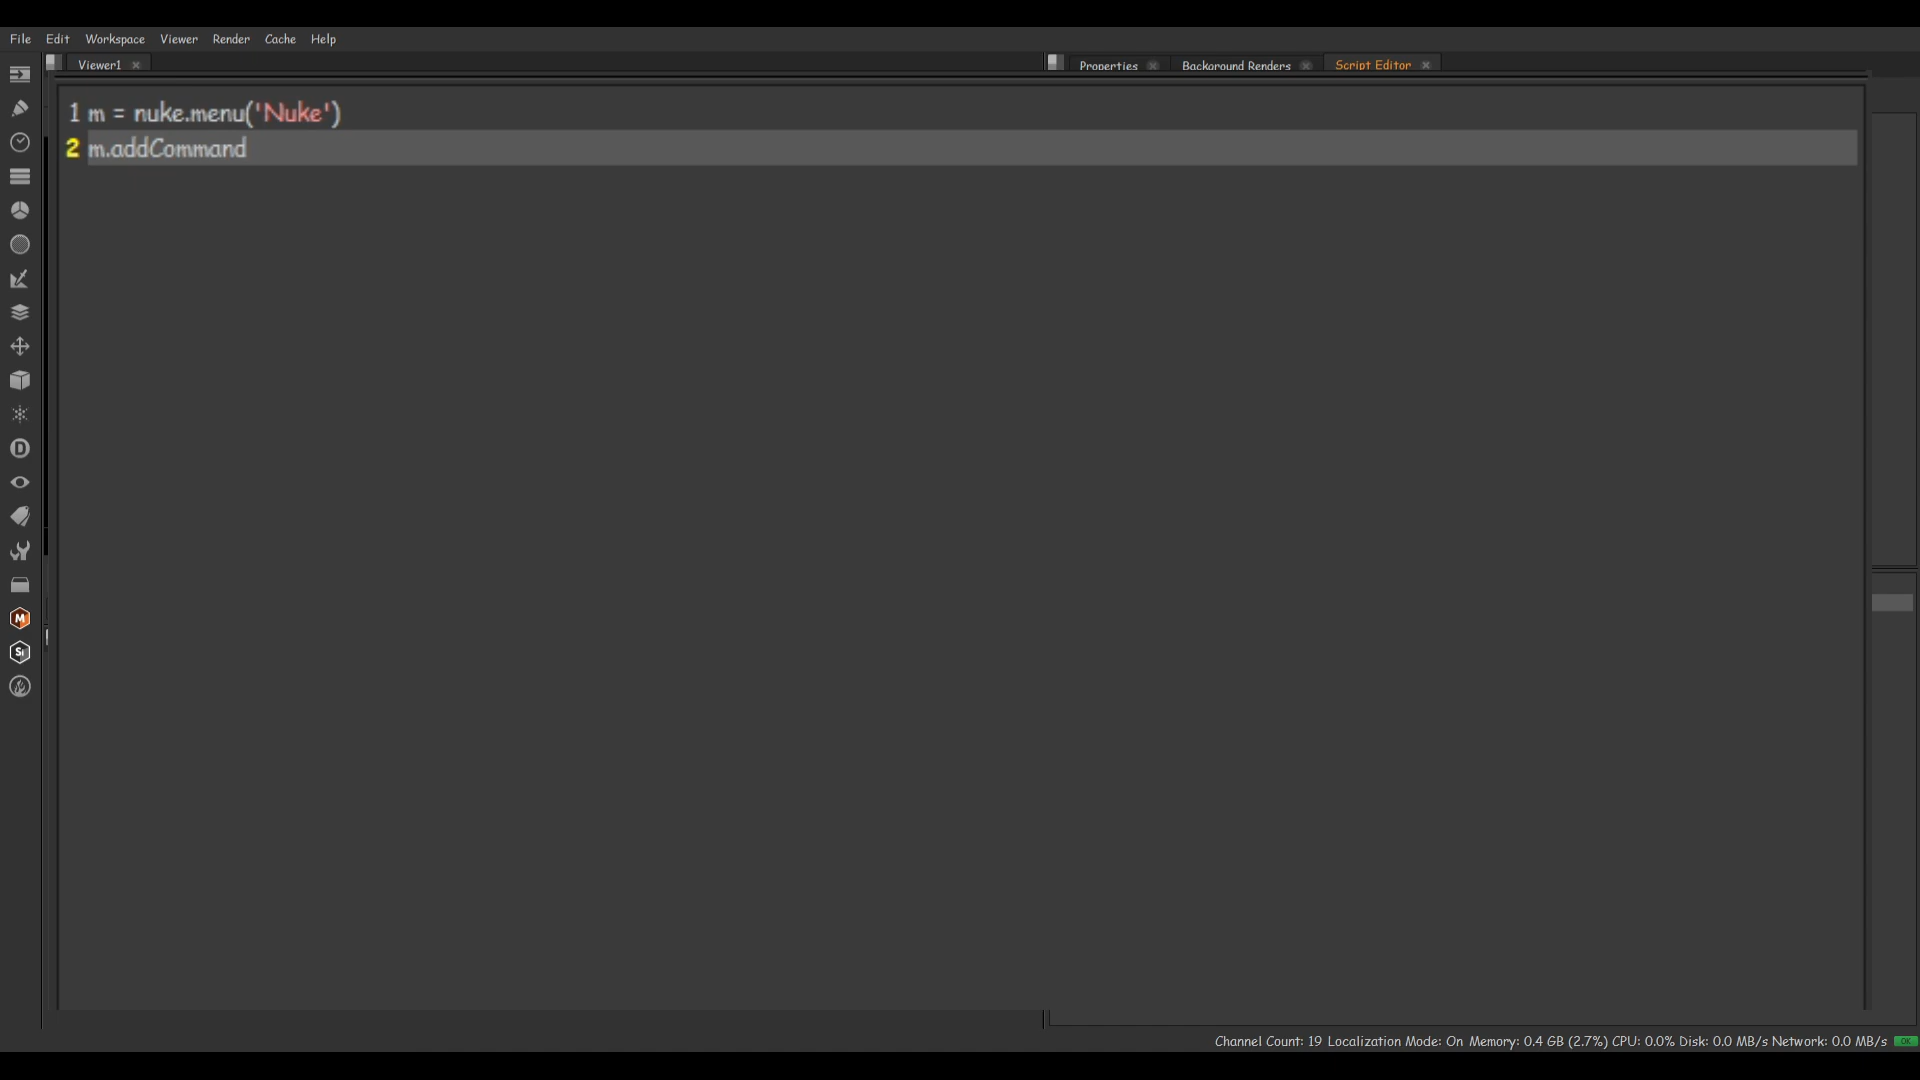 File Edit Workspace Viewer Render Cache Help
Viewer1
Properties Background Renders Script Editor
1 m = nuke.menu('Nuke')
2 m.addCommand
D
M
Si
Channel Count: 19 Localization Mode: On Memory: 0.4 GB (2.7%) CPU: 0.0% Disk: 0.0 MB/s Network: 0.0 MB/s OK